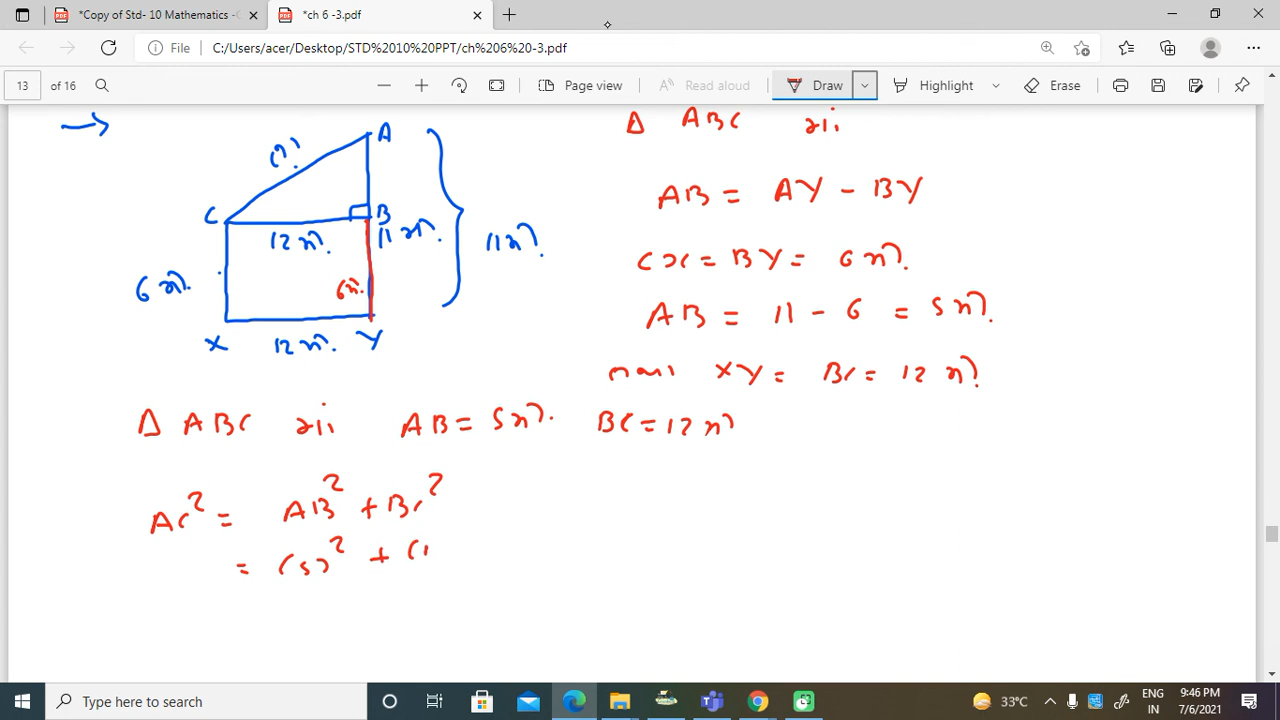 *Copy of Std- 10 Mathematics -C
*ch 6 -3.pdf
File C:/Users/acer/Desktop/STD%2010%20PPT/ch%206%20-3.pdf
13 of 16 Page view Read aloud Draw Highlight Erase
Δ ABC માં
A
(?)
AB = AY - BY
C B
12 મી. 11 મી. 11 મી.
CX = BY = 6 મી.
6 મી. 6મી.
AB = 11 - 6 = 5 મી.
X 12 મી. Y
XY = BC = 12 મી.
Δ ABC માં AB = 5 મી. BC = 12 મી
AC² = AB² + BC²
= (5)² + (1
Type here to search
33°C ENG 9:46 PM
IN 7/6/2021